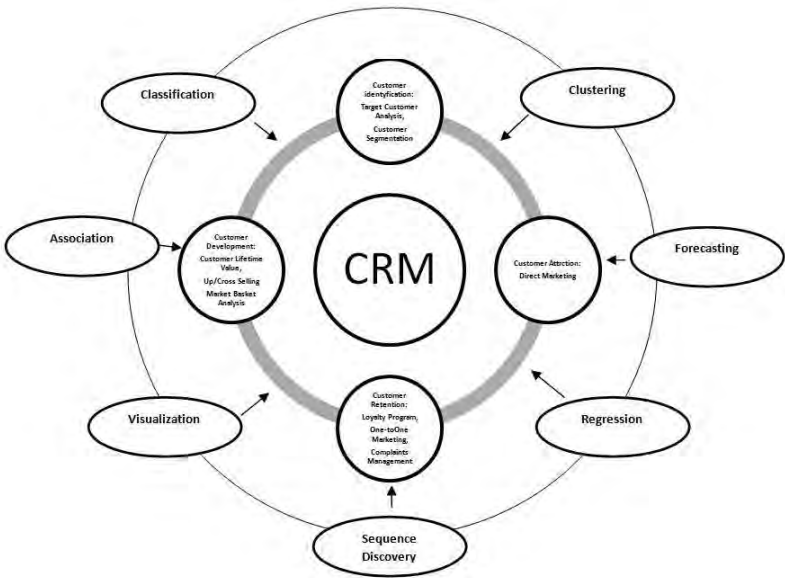 Customer
identyfication:
Target Customer
Analysis,
Customer
Segmentation
Classification
Clustering
Association
Customer
Development:
Customer Lifetime
Value,
Up/Cross Selling
Market Basket
Analysis
CRM
Customer Attrction:
Direct Marketing
Forecasting
Visualization
Customer
Retention:
Loyalty Program,
One-toOne
Marketing,
Complaints
Management
Regression
Sequence
Discovery